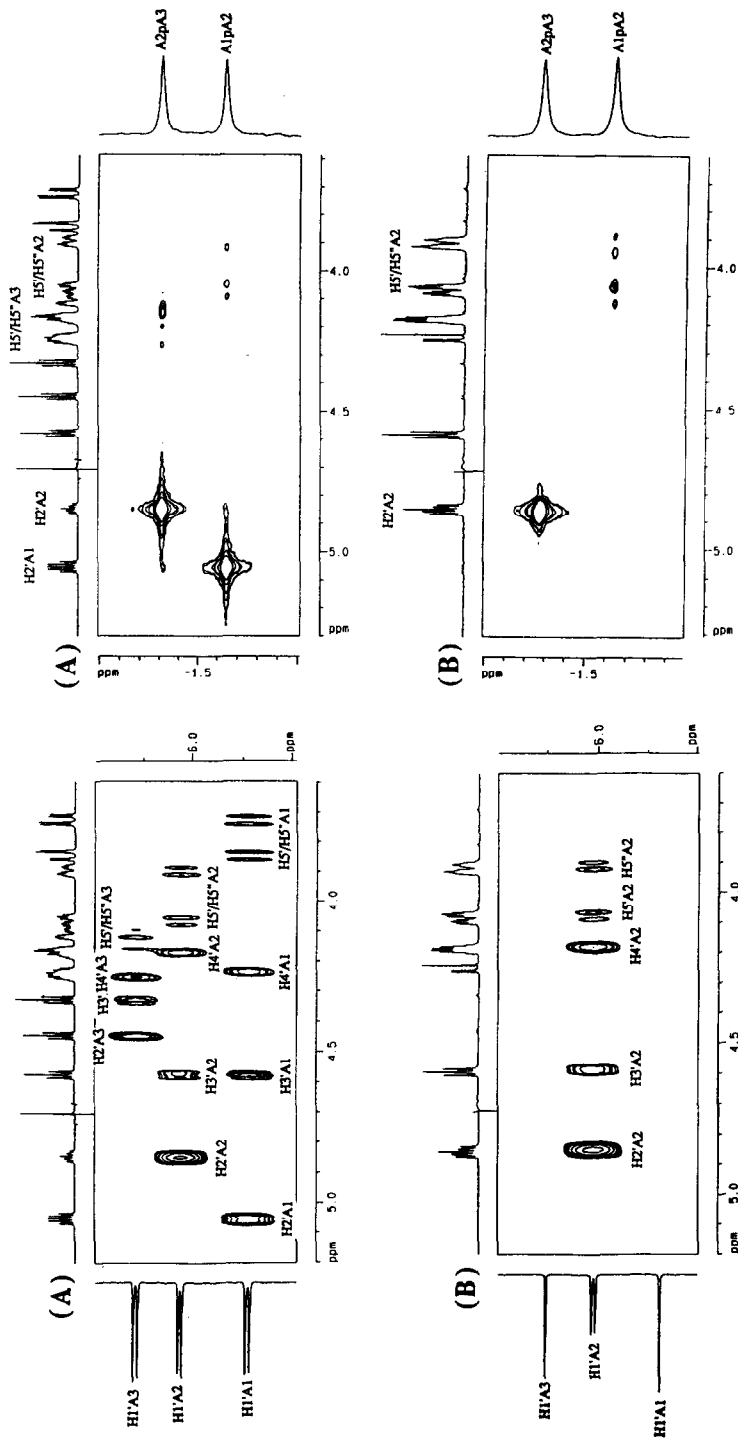 (A)
H1'A3
H1'A2
H1'A1
H2'A3
H3'
H4'A3
H5'/H5"A3
H2'A2
H3'A2
H4'A2
H5'/H5"A2
H2'A1
H3'A1
H4'A1
H5'/H5"A1
6.0
ppm
ppm
5.0
4.5
4.0
(A)
H2'A1
H2'A2
H5'/H5"A3
H5'/H5"A2
A2pA3
A1pA2
ppm
-1.5
ppm
5.0
4.5
4.0
(B)
H1'A3
H1'A2
H1'A1
H2'A2
H3'A2
H4'A2
H5'A2
H5"A2
6.0
ppm
ppm
5.0
4.5
4.0
(B)
H2'A2
H5'/H5"A2
A2pA3
A1pA2
ppm
-1.5
ppm
5.0
4.5
4.0